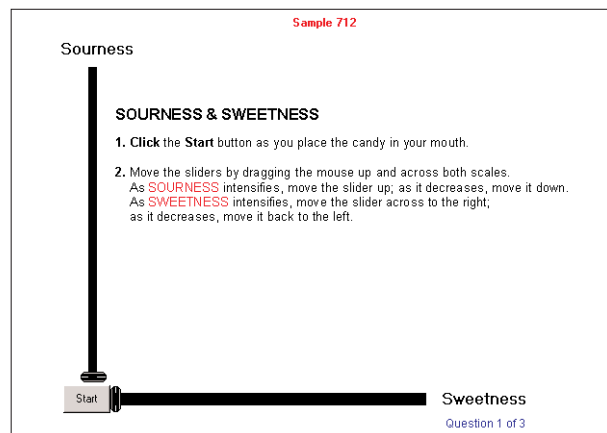 Sample 712
Sourness
SOURNESS & SWEETNESS
1. Click the Start button as you place the candy in your mouth.
2. Move the sliders by dragging the mouse up and across both scales.
As SOURNESS intensifies, move the slider up; as it decreases, move it down.
As SWEETNESS intensifies, move the slider across to the right;
as it decreases, move it back to the left.
Start
Sweetness
Question 1 of 3